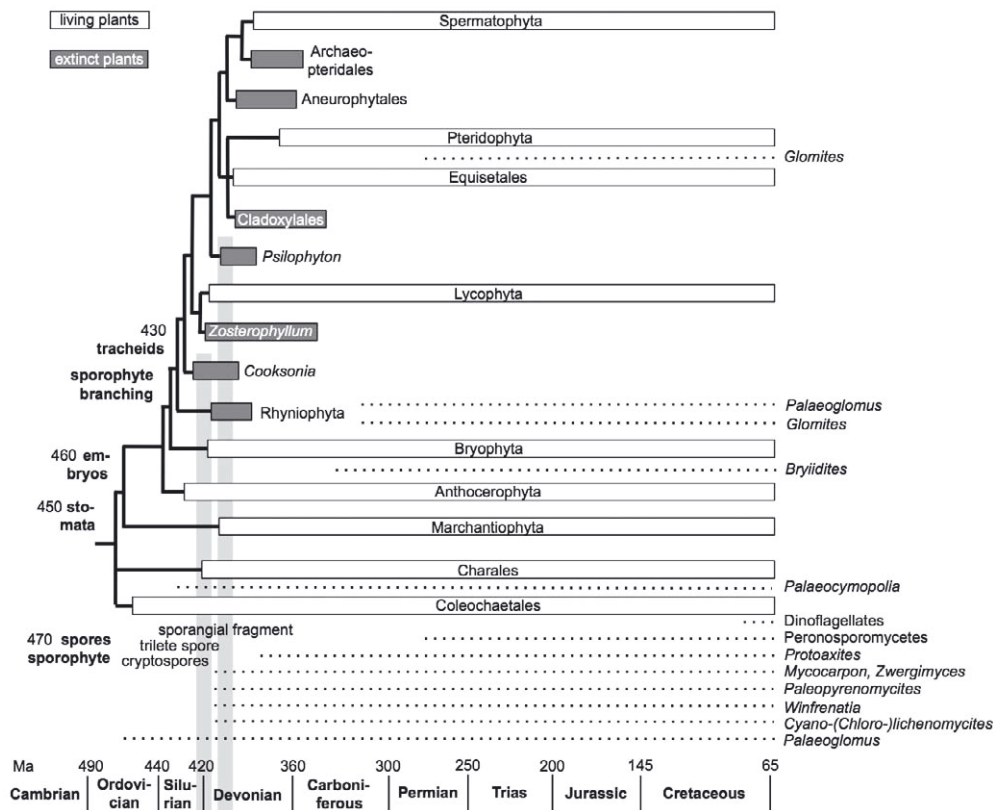 living plants
extinct plants
Spermatophyta
Archaeo-
pteridales
Aneurophytales
Pteridophyta
Glomites
Equisetales
Cladoxylales
Psilophyton
Lycophyta
430
tracheids
Zosterophyllum
sporophyte
branching
Cooksonia
Rhyniophyta
Palaeoglomus
Glomites
Bryophyta
460 em-
bryos
Bryiidites
Anthocerophyta
450 sto-
mata
Marchantiophyta
Charales
Palaeocymopolia
Coleochaetales
Dinoflagellates
470 spores
sporophyte
sporangial fragment
trilete spore
cryptospores
Peronosporomycetes
Protoaxites
Mycocarpon, Zwergimyces
Paleopyrenomycites
Winfrenatia
Cyano-(Chloro-)lichenomycites
Palaeoglomus
Ma 490 440 420 360 300 250 200 145 65
Cambrian Ordovi-
cian Silu-
rian Devonian Carboni-
ferous Permian Trias Jurassic Cretaceous